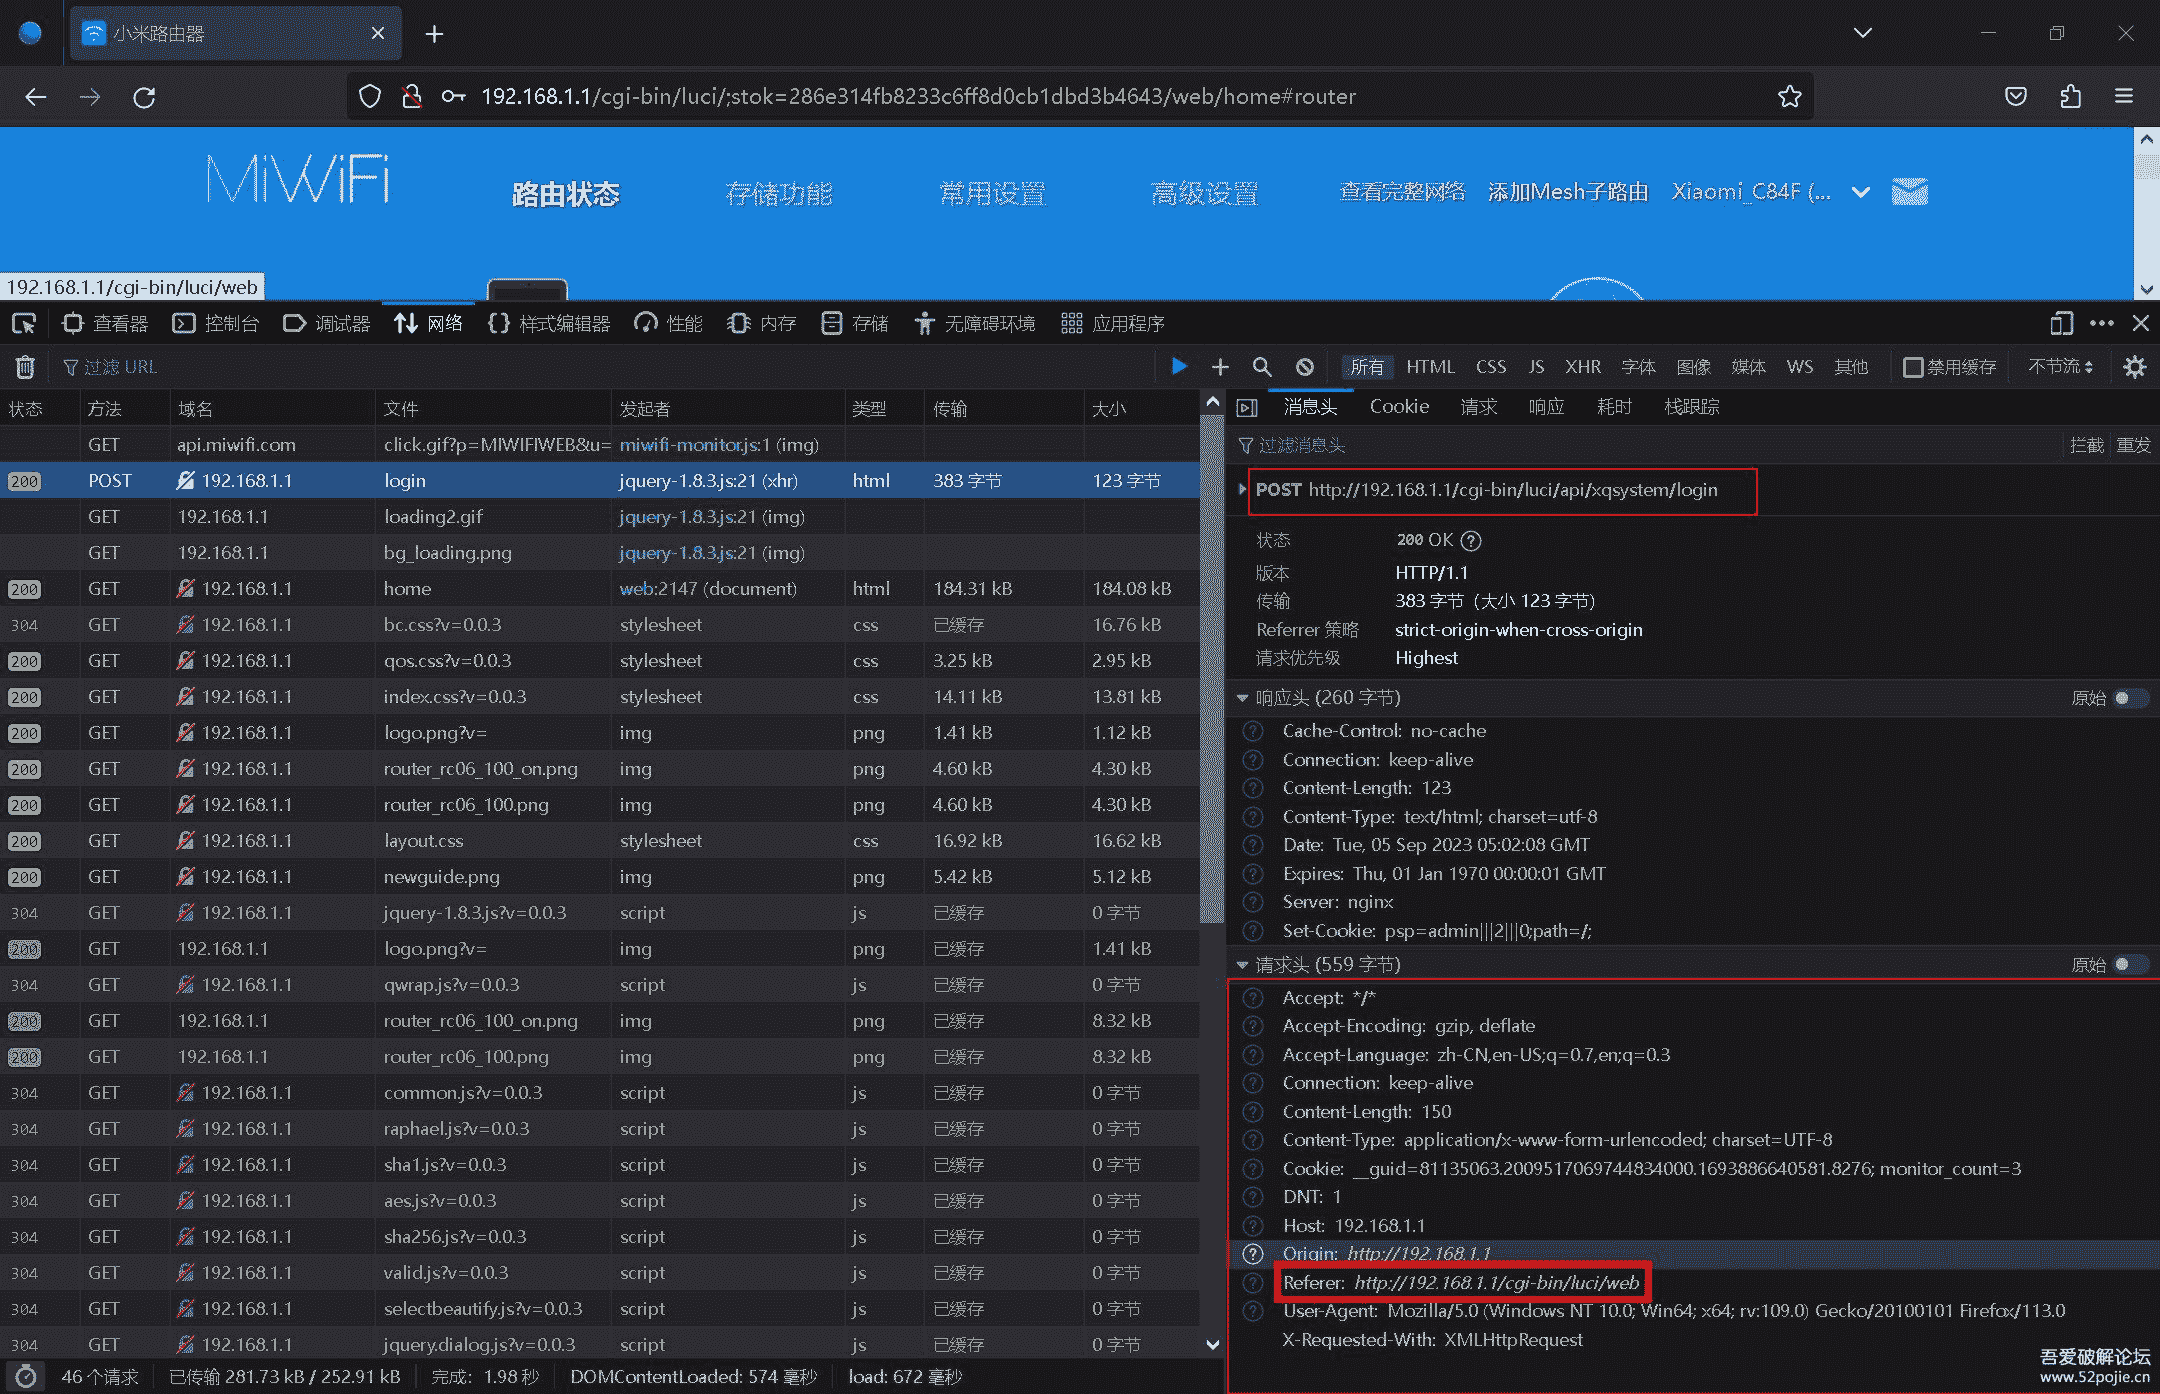 小米路由器
192.168.1.1/cgi-bin/luci/;stok=286e314fb8233c6ff8d0cb1dbd3b4643/web/home#router
MiWiFi 路由状态 存储功能 常用设置 高级设置 查看完整网络 添加Mesh子路由 Xiaomi_C84F (...
192.168.1.1/cgi-bin/luci/web
查看器 控制台 调试器 网络 样式编辑器 性能 内存 存储 无障碍环境 应用程序
过滤 URL 所有 HTML CSS JS XHR 字体 图像 媒体 WS 其他 禁用缓存 不节流
状态 方法 域名 文件 发起者 类型 传输 大小
GET api.miwifi.com click.gif?p=MIWIFIWEB&u= miwifi-monitor.js:1 (img)
200 POST 192.168.1.1 login jquery-1.8.3.js:21 (xhr) html 383 字节 123 字节
GET 192.168.1.1 loading2.gif jquery-1.8.3.js:21 (img)
GET 192.168.1.1 bg_loading.png jquery-1.8.3.js:21 (img)
200 GET 192.168.1.1 home web:2147 (document) html 184.31 kB 184.08 kB
304 GET 192.168.1.1 bc.css?v=0.0.3 stylesheet css 已缓存 16.76 kB
200 GET 192.168.1.1 qos.css?v=0.0.3 stylesheet css 3.25 kB 2.95 kB
200 GET 192.168.1.1 index.css?v=0.0.3 stylesheet css 14.11 kB 13.81 kB
200 GET 192.168.1.1 logo.png?v= img png 1.41 kB 1.12 kB
200 GET 192.168.1.1 router_rc06_100_on.png img png 4.60 kB 4.30 kB
200 GET 192.168.1.1 router_rc06_100.png img png 4.60 kB 4.30 kB
200 GET 192.168.1.1 layout.css stylesheet css 16.92 kB 16.62 kB
200 GET 192.168.1.1 newguide.png img png 5.42 kB 5.12 kB
304 GET 192.168.1.1 jquery-1.8.3.js?v=0.0.3 script js 已缓存 0 字节
200 GET 192.168.1.1 logo.png?v= img png 已缓存 1.41 kB
304 GET 192.168.1.1 qwrap.js?v=0.0.3 script js 已缓存 0 字节
200 GET 192.168.1.1 router_rc06_100_on.png img png 已缓存 8.32 kB
200 GET 192.168.1.1 router_rc06_100.png img png 已缓存 8.32 kB
304 GET 192.168.1.1 common.js?v=0.0.3 script js 已缓存 0 字节
304 GET 192.168.1.1 raphael.js?v=0.0.3 script js 已缓存 0 字节
304 GET 192.168.1.1 sha1.js?v=0.0.3 script js 已缓存 0 字节
304 GET 192.168.1.1 aes.js?v=0.0.3 script js 已缓存 0 字节
304 GET 192.168.1.1 sha256.js?v=0.0.3 script js 已缓存 0 字节
304 GET 192.168.1.1 valid.js?v=0.0.3 script js 已缓存 0 字节
304 GET 192.168.1.1 selectbeautify.js?v=0.0.3 script js 已缓存 0 字节
304 GET 192.168.1.1 jquery.dialog.js?v=0.0.3 script js 已缓存 0 字节
46 个请求 已传输 281.73 kB / 252.91 kB 完成: 1.98 秒 DOMContentLoaded: 574 毫秒 load: 672 毫秒
消息头 Cookie 请求 响应 耗时 栈跟踪
过滤消息头 拦截 重发
POST http://192.168.1.1/cgi-bin/luci/api/xqsystem/login
状态 200 OK
版本 HTTP/1.1
传输 383 字节 (大小 123 字节)
Referrer 策略 strict-origin-when-cross-origin
请求优先级 Highest
响应头 (260 字节) 原始
Cache-Control: no-cache
Connection: keep-alive
Content-Length: 123
Content-Type: text/html; charset=utf-8
Date: Tue, 05 Sep 2023 05:02:08 GMT
Expires: Thu, 01 Jan 1970 00:00:01 GMT
Server: nginx
Set-Cookie: psp=admin|||2|||0;path=/;
请求头 (559 字节) 原始
Accept: */*
Accept-Encoding: gzip, deflate
Accept-Language: zh-CN,en-US;q=0.7,en;q=0.3
Connection: keep-alive
Content-Length: 150
Content-Type: application/x-www-form-urlencoded; charset=UTF-8
Cookie: __guid=81135063.2009517069744834000.1693886640581.8276; monitor_count=3
DNT: 1
Host: 192.168.1.1
Origin: http://192.168.1.1
Referer: http://192.168.1.1/cgi-bin/luci/web
User-Agent: Mozilla/5.0 (Windows NT 10.0; Win64; x64; rv:109.0) Gecko/20100101 Firefox/113.0
X-Requested-With: XMLHttpRequest
吾爱破解论坛
www.52pojie.cn